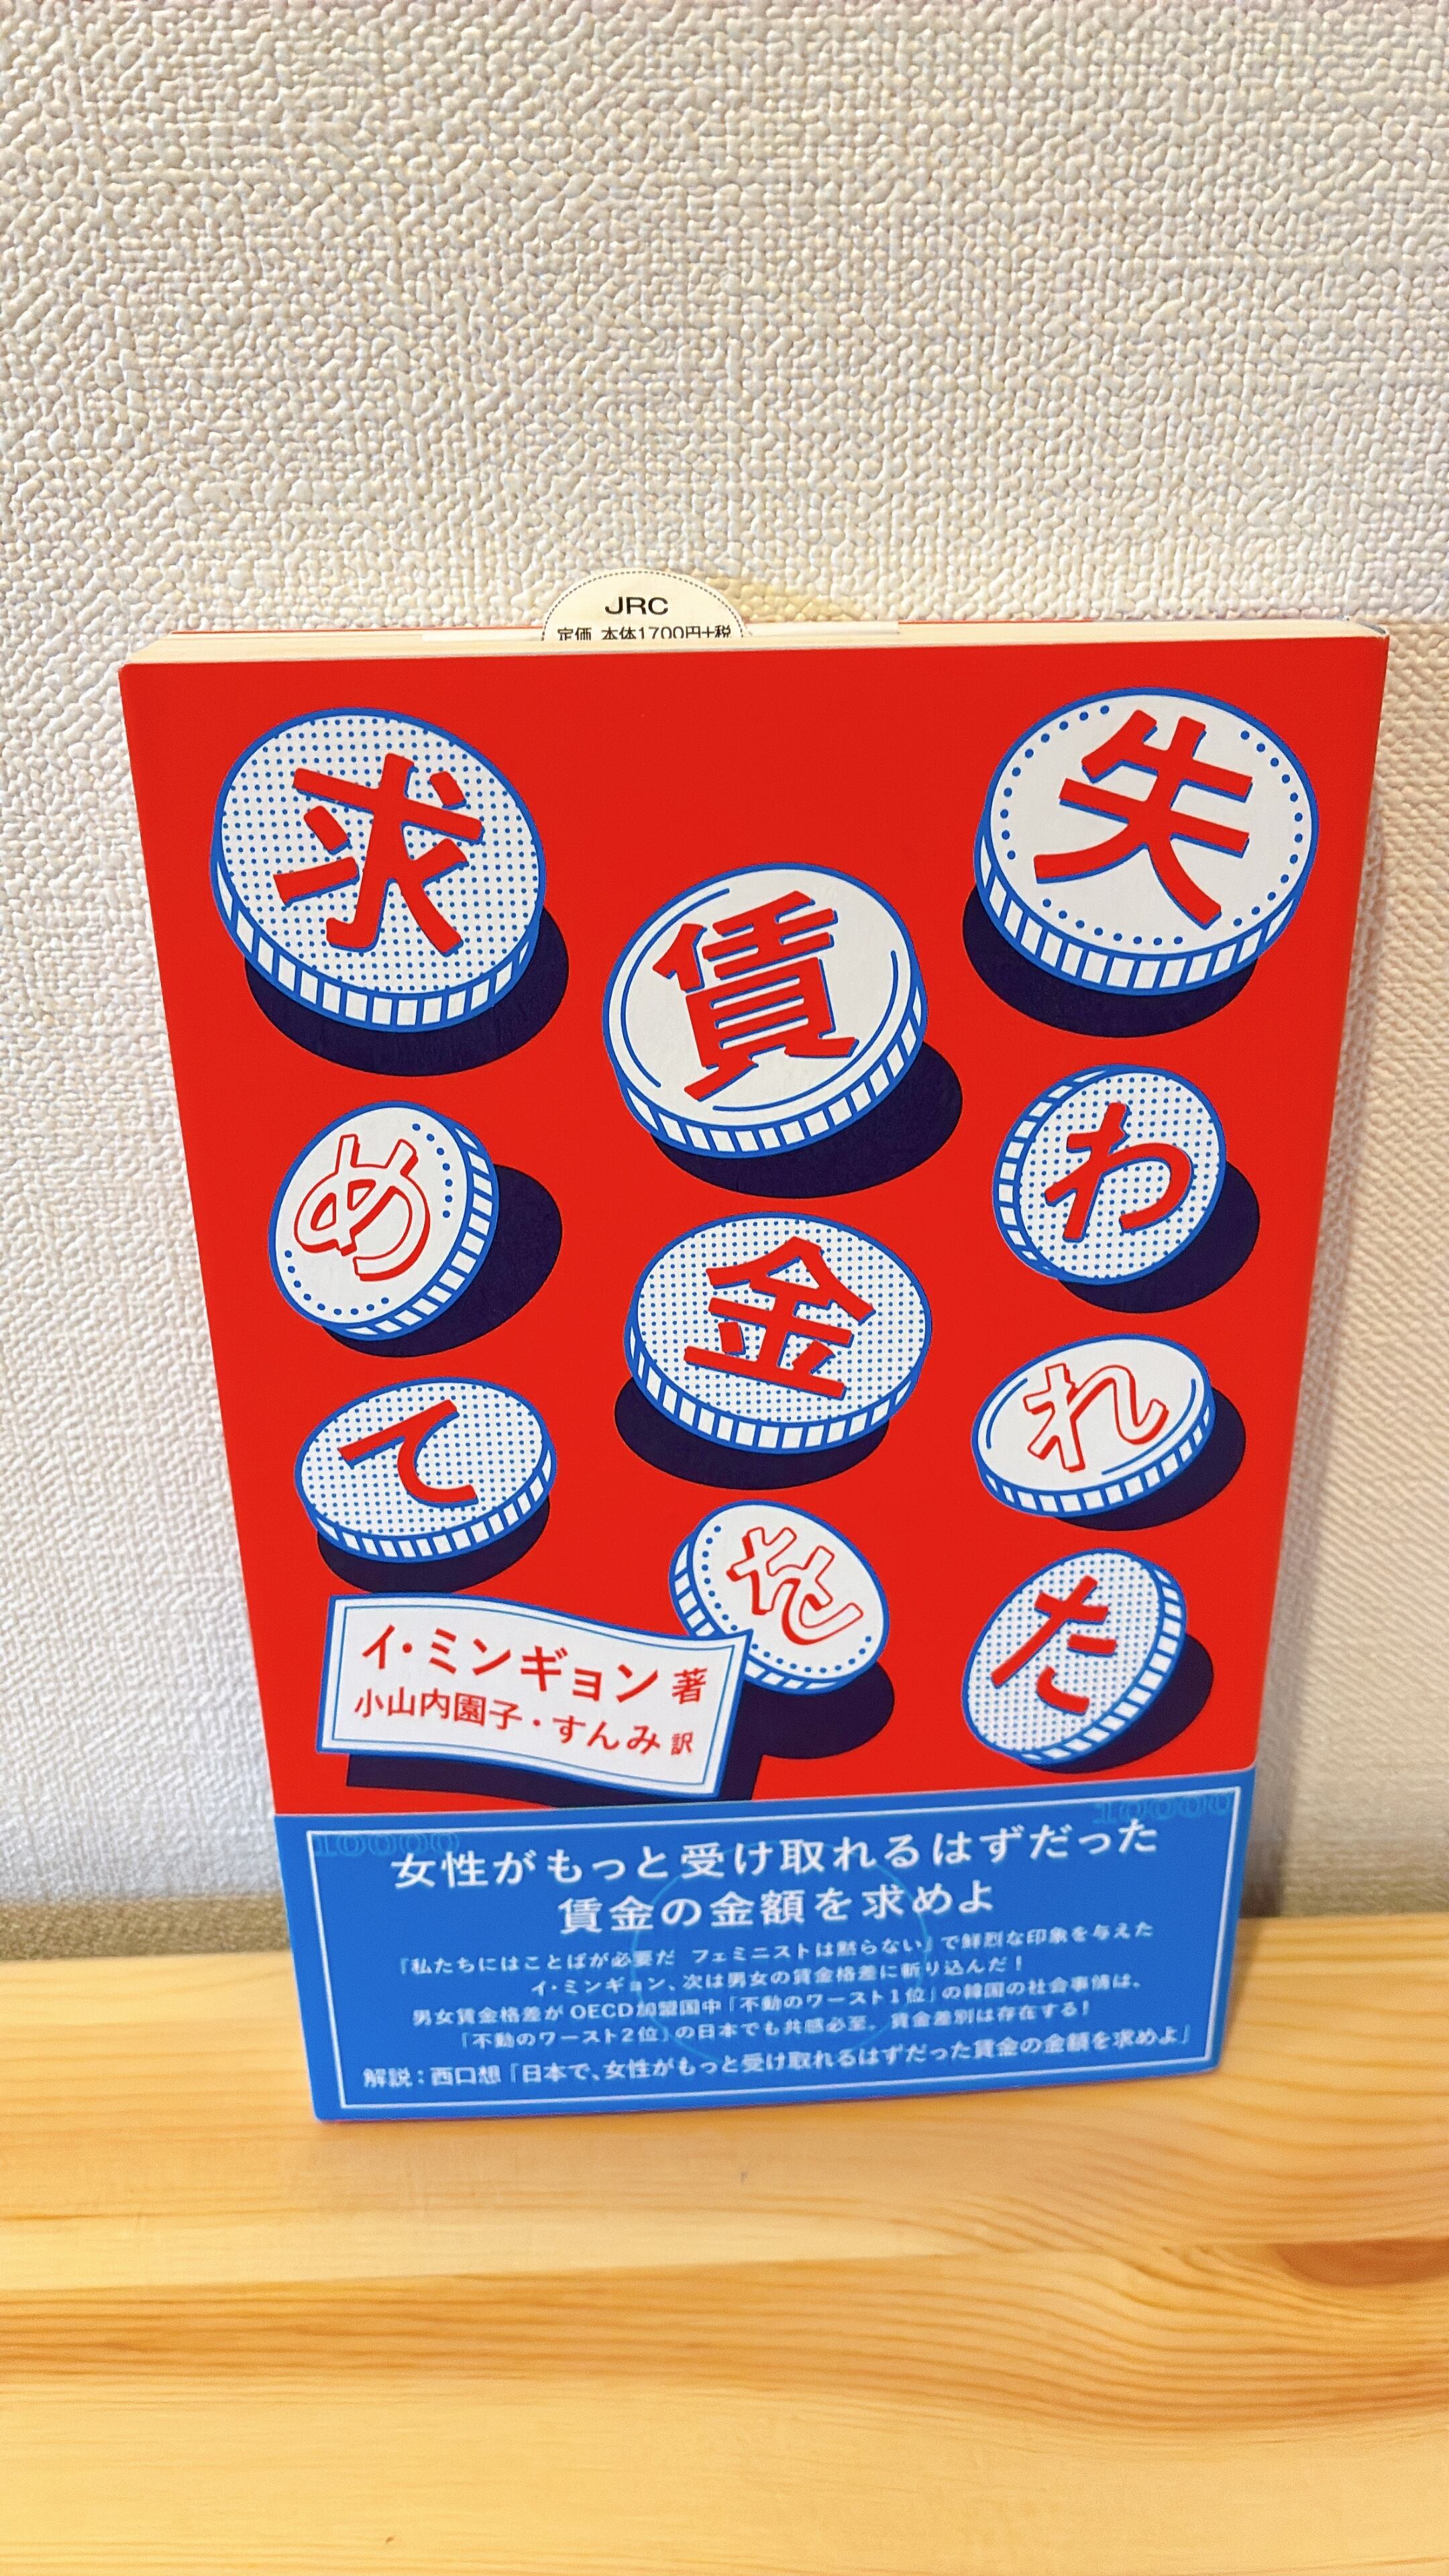 JRC
定価 本体1700円+税
失われた
賃金を
求めて
イ・ミンギョン 著
小山内園子・すんみ 訳
10000
10000
女性がもっと受け取れるはずだった
賃金の金額を求めよ
『私たちにはことばが必要だ フェミニストは黙らない』で鮮烈な印象を与えた
イ・ミンギョン、次は男女の賃金格差に斬り込んだ！
男女賃金格差がOECD加盟国中「不動のワースト1位」の韓国の社会事情は、
「不動のワースト2位」の日本でも共感必至。賃金差別は存在する！
解説：西口想「日本で、女性がもっと受け取れるはずだった賃金の金額を求めよ」